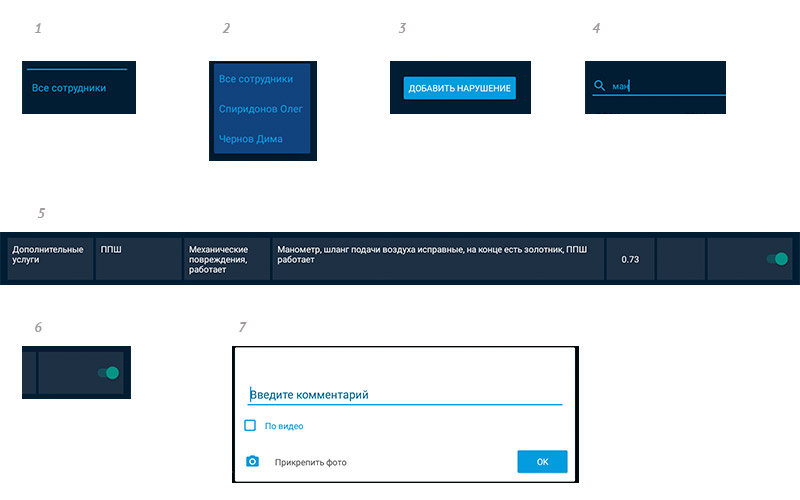 1
2
3
4
Все сотрудники
Все сотрудники
Спиридонов Олег
Чернов Дима
ДОБАВИТЬ НАРУШЕНИЕ
ман
5
Дополнительные
услуги
ППШ
Механические
повреждения,
работает
Манометр, шланг подачи воздуха исправные, на конце есть золотник, ППШ
работает
0.73
6
7
Введите комментарий
По видео
Прикрепить фото
OK